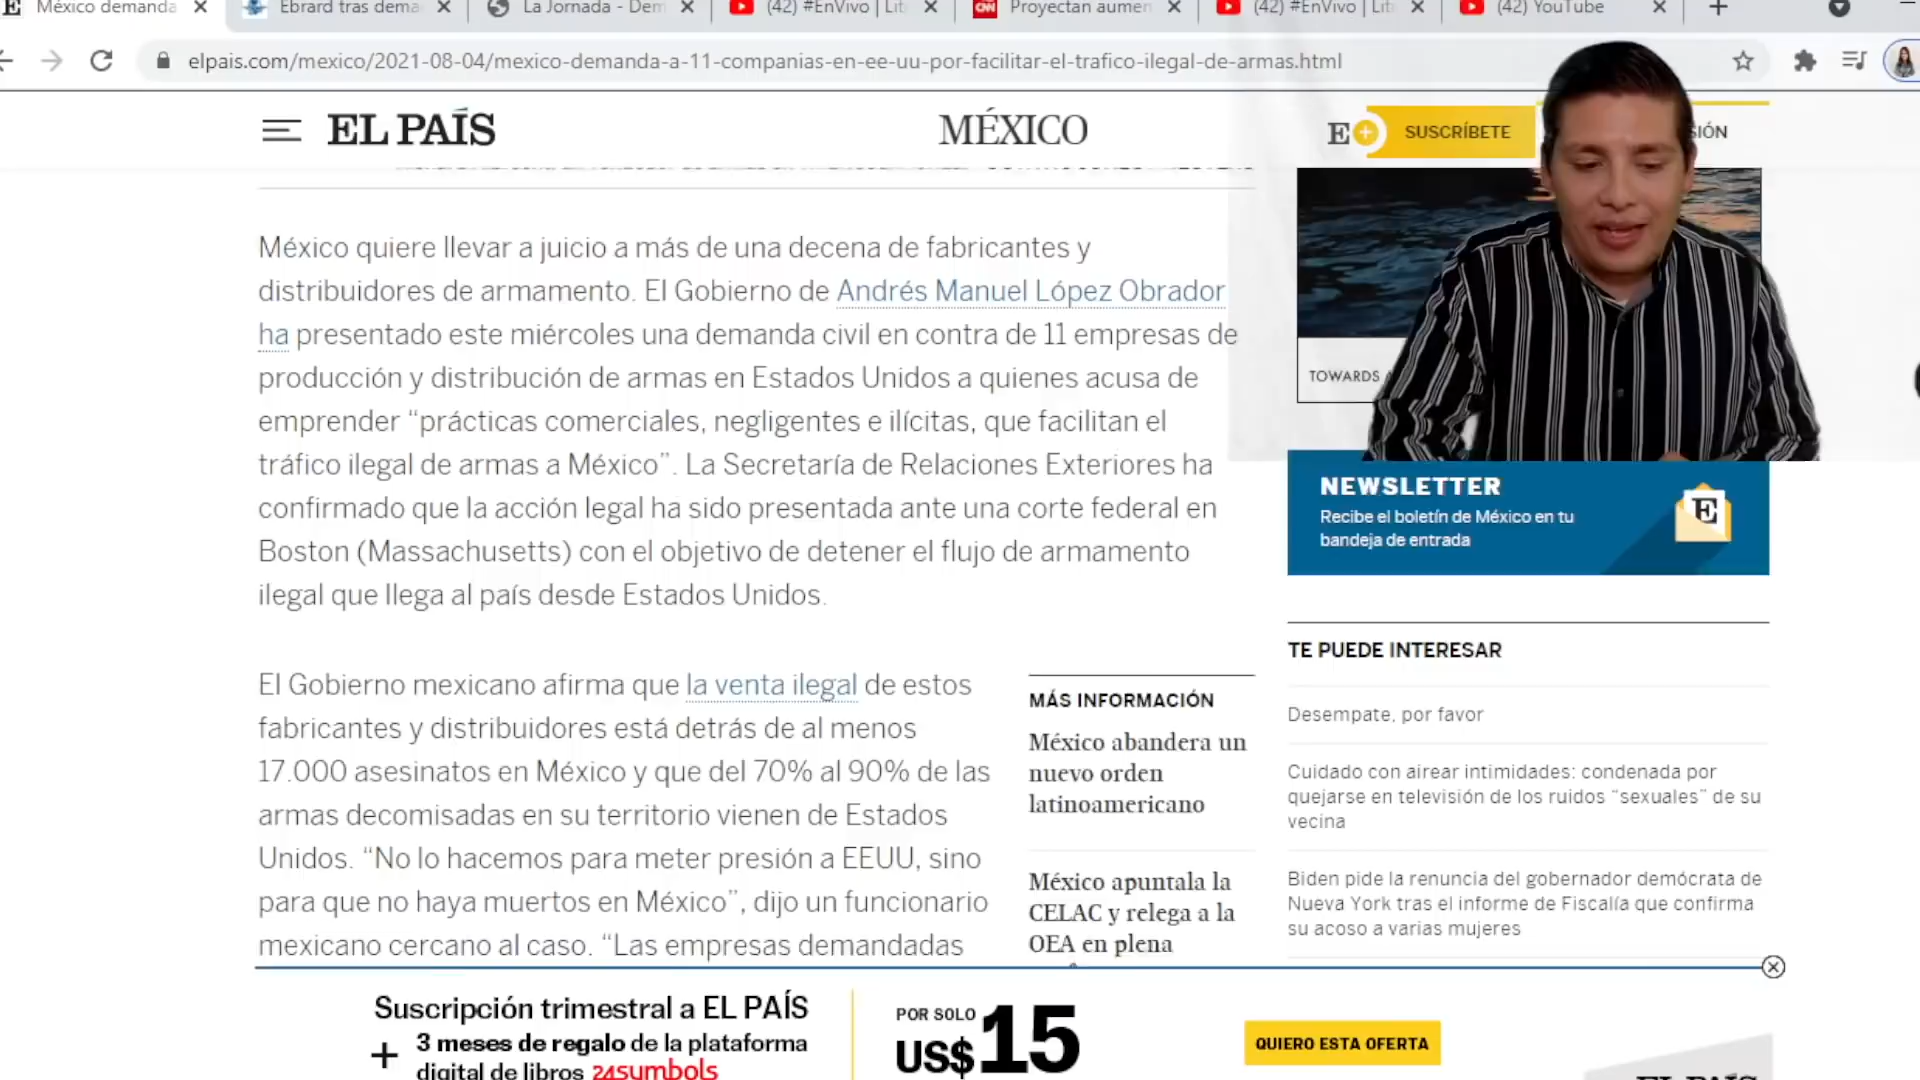 México demanda
Ebrard tras dema
La Jornada - Dem
(42) #EnVivo | Lit
Proyectan aumen
(42) #EnVivo | Lit
(42) YouTube
elpais.com/mexico/2021-08-04/mexico-demanda-a-11-companias-en-ee-uu-por-facilitar-el-trafico-ilegal-de-armas.html
EL PAÍS
MÉXICO
E+
SUSCRÍBETE
SIÓN
México quiere llevar a juicio a más de una decena de fabricantes y
distribuidores de armamento. El Gobierno de Andrés Manuel López Obrador
ha presentado este miércoles una demanda civil en contra de 11 empresas de
producción y distribución de armas en Estados Unidos a quienes acusa de
emprender “prácticas comerciales, negligentes e ilícitas, que facilitan el
tráfico ilegal de armas a México”. La Secretaría de Relaciones Exteriores ha
confirmado que la acción legal ha sido presentada ante una corte federal en
Boston (Massachusetts) con el objetivo de detener el flujo de armamento
ilegal que llega al país desde Estados Unidos.
El Gobierno mexicano afirma que la venta ilegal de estos
fabricantes y distribuidores está detrás de al menos
17.000 asesinatos en México y que del 70% al 90% de las
armas decomisadas en su territorio vienen de Estados
Unidos. “No lo hacemos para meter presión a EEUU, sino
para que no haya muertos en México”, dijo un funcionario
mexicano cercano al caso. “Las empresas demandadas
MÁS INFORMACIÓN
México abandera un
nuevo orden
latinoamericano
México apuntala la
CELAC y relega a la
OEA en plena
TOWARDS
NEWSLETTER
Recibe el boletín de México en tu
bandeja de entrada
E
TE PUEDE INTERESAR
Desempate, por favor
Cuidado con airear intimidades: condenada por
quejarse en televisión de los ruidos “sexuales” de su
vecina
Biden pide la renuncia del gobernador demócrata de
Nueva York tras el informe de Fiscalía que confirma
su acoso a varias mujeres
Suscripción trimestral a EL PAÍS
+ 3 meses de regalo de la plataforma
digital de libros 24symbols
POR SOLO
US$15
QUIERO ESTA OFERTA
EL PAÍS